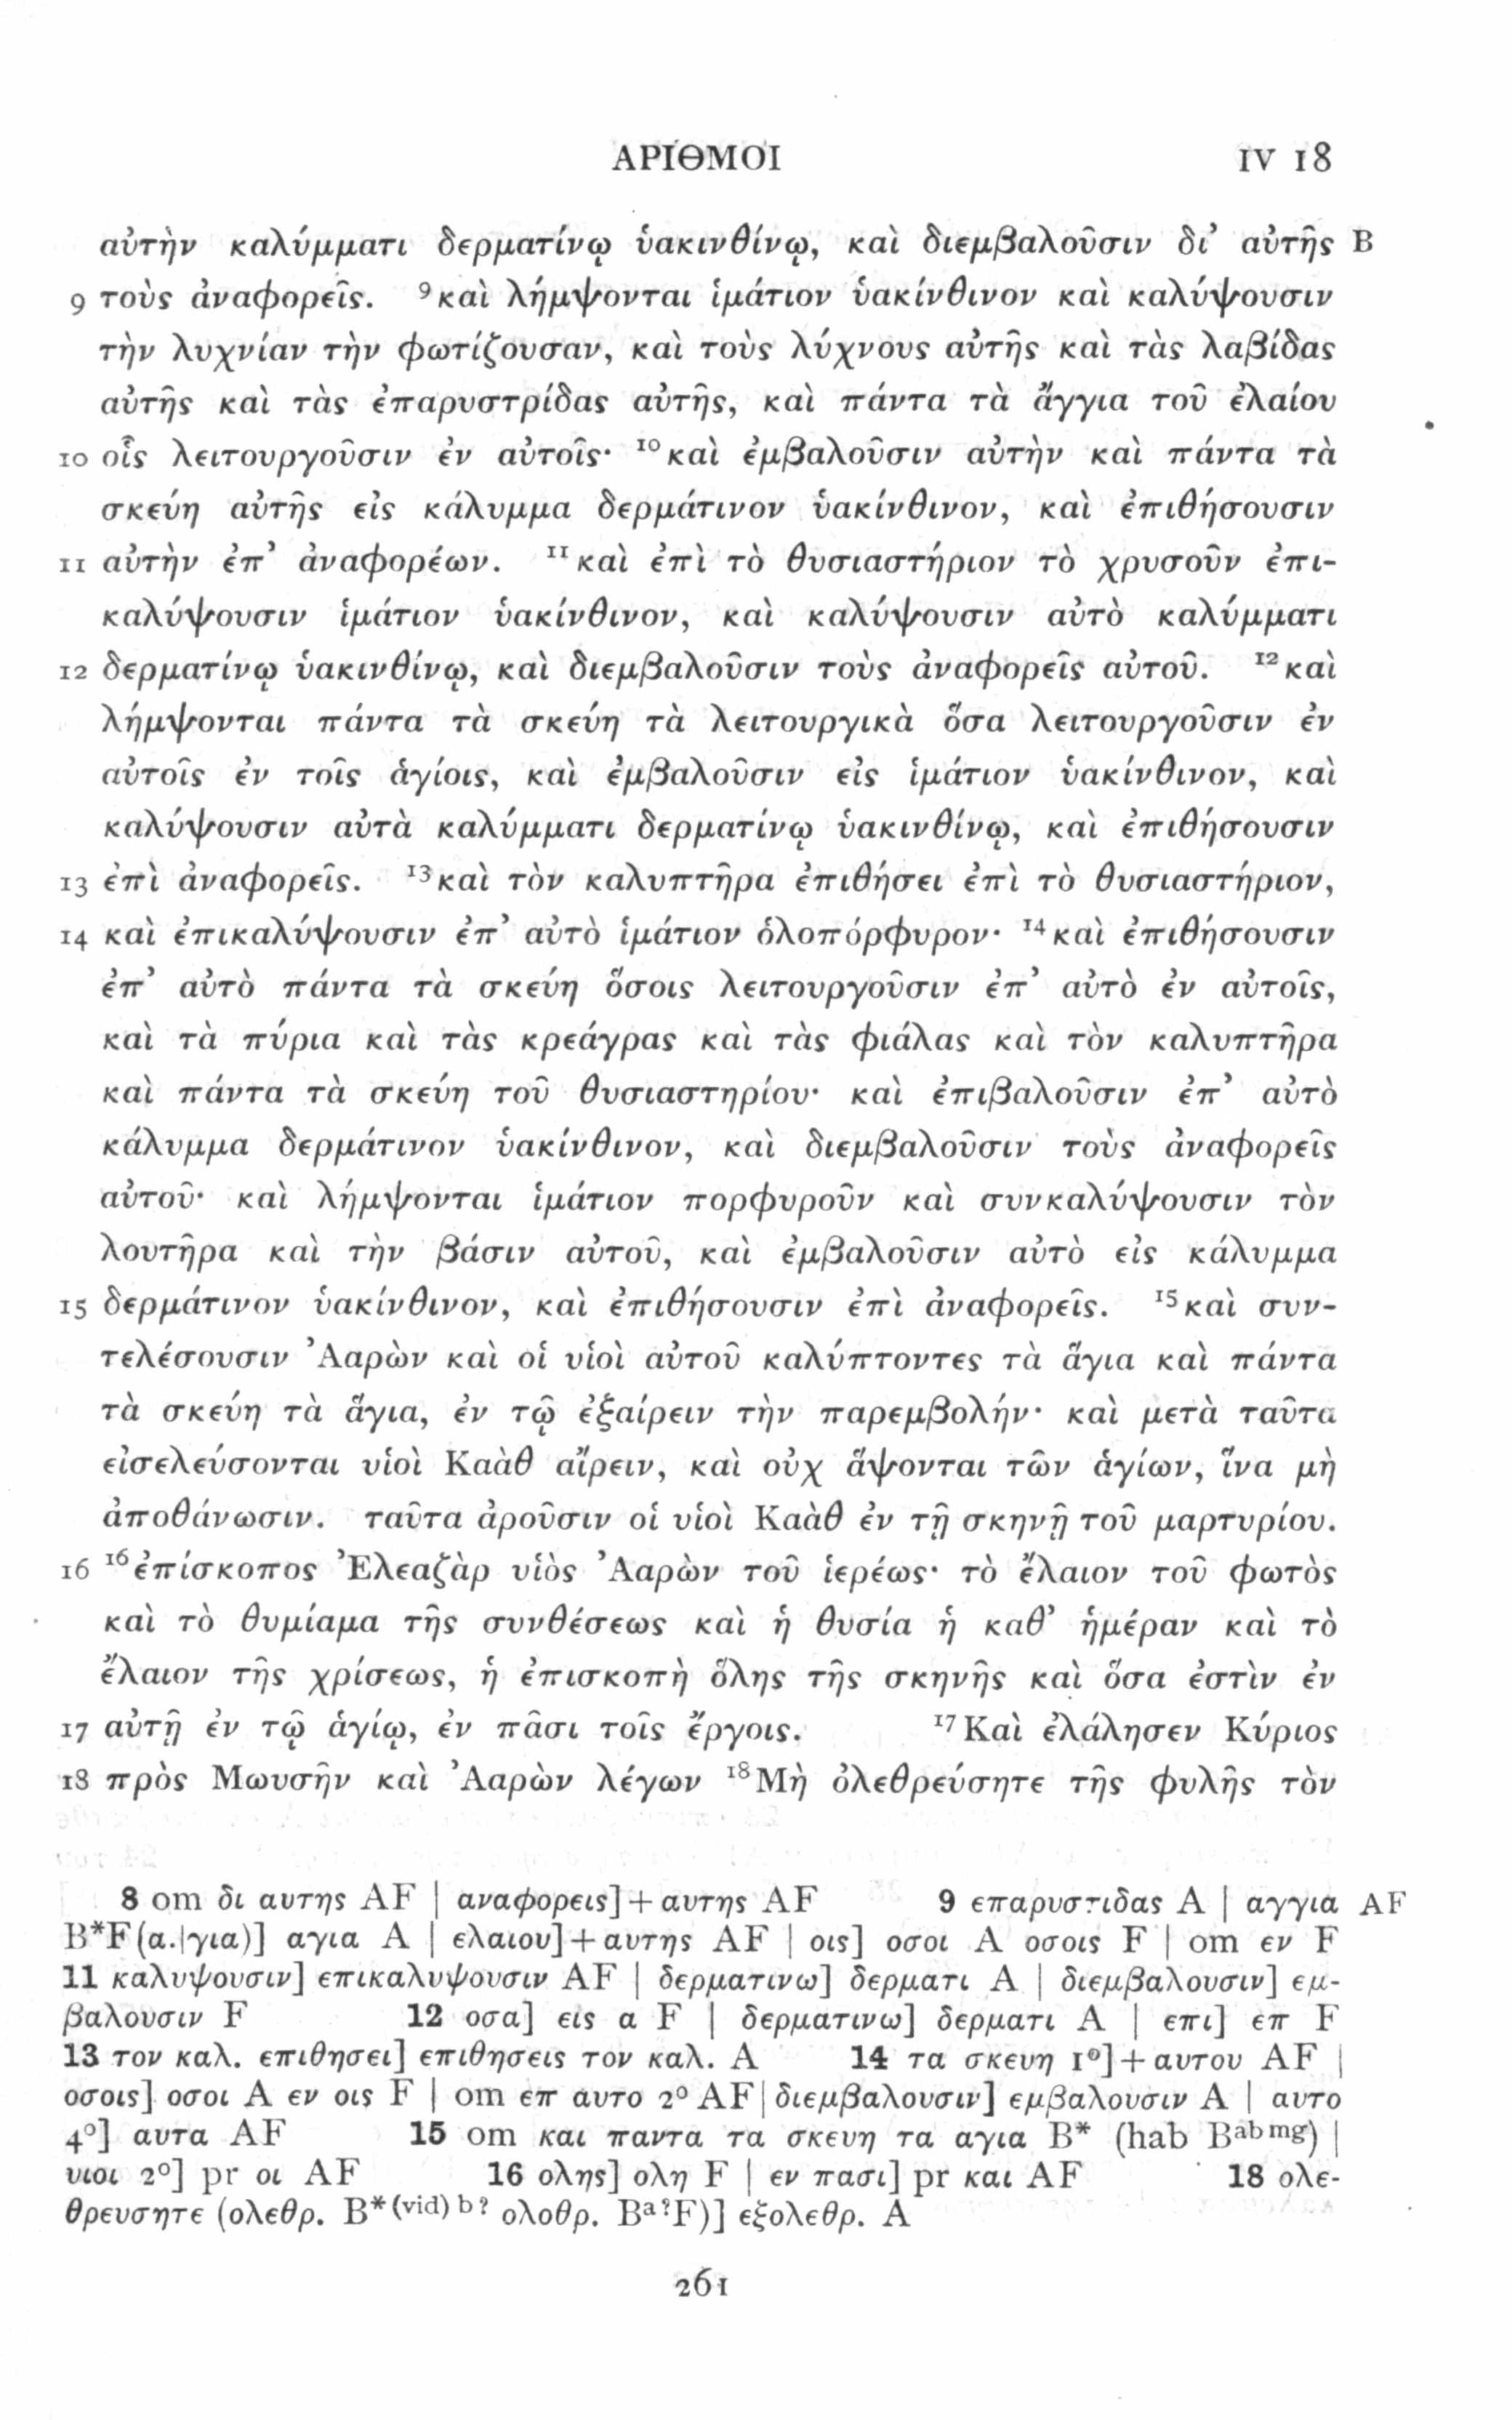 ΑΡΙΘΜΟΙ IV 18
αὐτὴν καλύμματι δερματίνῳ ὑακινθίνῳ, καὶ διεμβαλοῦσιν δι’ αὐτῆς B
9 τοὺς ἀναφορεῖς. ⁹καὶ λήμψονται ἱμάτιον ὑακίνθινον καὶ καλύψουσιν
τὴν λυχνίαν τὴν φωτίζουσαν, καὶ τοὺς λύχνους αὐτῆς καὶ τὰς λαβίδας
αὐτῆς καὶ τὰς ἐπαρυστρίδας αὐτῆς, καὶ πάντα τὰ ἄγγια τοῦ ἐλαίου
10 οἷς λειτουργοῦσιν ἐν αὐτοῖς· ¹⁰καὶ ἐμβαλοῦσιν αὐτὴν καὶ πάντα τὰ
σκεύη αὐτῆς εἰς κάλυμμα δερμάτινον ὑακίνθινον, καὶ ἐπιθήσουσιν
11 αὐτὴν ἐπ’ ἀναφορέων. ¹¹καὶ ἐπὶ τὸ θυσιαστήριον τὸ χρυσοῦν ἐπι-
καλύψουσιν ἱμάτιον ὑακίνθινον, καὶ καλύψουσιν αὐτὸ καλύμματι
12 δερματίνῳ ὑακινθίνῳ, καὶ διεμβαλοῦσιν τοὺς ἀναφορεῖς αὐτοῦ. ¹²καὶ
λήμψονται πάντα τὰ σκεύη τὰ λειτουργικὰ ὅσα λειτουργοῦσιν ἐν
αὐτοῖς ἐν τοῖς ἁγίοις, καὶ ἐμβαλοῦσιν εἰς ἱμάτιον ὑακίνθινον, καὶ
καλύψουσιν αὐτὰ καλύμματι δερματίνῳ ὑακινθίνῳ, καὶ ἐπιθήσουσιν
13 ἐπὶ ἀναφορεῖς. ¹³καὶ τὸν καλυπτῆρα ἐπιθήσει ἐπὶ τὸ θυσιαστήριον,
14 καὶ ἐπικαλύψουσιν ἐπ’ αὐτὸ ἱμάτιον ὁλοπόρφυρον· ¹⁴καὶ ἐπιθήσουσιν
ἐπ’ αὐτὸ πάντα τὰ σκεύη ὅσοις λειτουργοῦσιν ἐπ’ αὐτὸ ἐν αὐτοῖς,
καὶ τὰ πύρια καὶ τὰς κρεάγρας καὶ τὰς φιάλας καὶ τὸν καλυπτῆρα
καὶ πάντα τὰ σκεύη τοῦ θυσιαστηρίου· καὶ ἐπιβαλοῦσιν ἐπ’ αὐτὸ
κάλυμμα δερμάτινον ὑακίνθινον, καὶ διεμβαλοῦσιν τοὺς ἀναφορεῖς
αὐτοῦ· καὶ λήμψονται ἱμάτιον πορφυροῦν καὶ συνκαλύψουσιν τὸν
λουτῆρα καὶ τὴν βάσιν αὐτοῦ, καὶ ἐμβαλοῦσιν αὐτὸ εἰς κάλυμμα
15 δερμάτινον ὑακίνθινον, καὶ ἐπιθήσουσιν ἐπὶ ἀναφορεῖς. ¹⁵καὶ συν-
τελέσουσιν Ἀαρὼν καὶ οἱ υἱοὶ αὐτοῦ καλύπτοντες τὰ ἅγια καὶ πάντα
τὰ σκεύη τὰ ἅγια, ἐν τῷ ἐξαίρειν τὴν παρεμβολήν· καὶ μετὰ ταῦτα
εἰσελεύσονται υἱοὶ Καὰθ αἴρειν, καὶ οὐχ ἅψονται τῶν ἁγίων, ἵνα μὴ
ἀποθάνωσιν. ταῦτα ἀροῦσιν οἱ υἱοὶ Καὰθ ἐν τῇ σκηνῇ τοῦ μαρτυρίου.
16 ¹⁶ἐπίσκοπος Ἐλεαζὰρ υἱὸς Ἀαρὼν τοῦ ἱερέως· τὸ ἔλαιον τοῦ φωτὸς
καὶ τὸ θυμίαμα τῆς συνθέσεως καὶ ἡ θυσία ἡ καθ’ ἡμέραν καὶ τὸ
ἔλαιον τῆς χρίσεως, ἡ ἐπισκοπὴ ὅλης τῆς σκηνῆς καὶ ὅσα ἐστὶν ἐν
17 αὐτῇ ἐν τῷ ἁγίῳ, ἐν πᾶσι τοῖς ἔργοις. ¹⁷Καὶ ἐλάλησεν Κύριος
18 πρὸς Μωυσῆν καὶ Ἀαρὼν λέγων ¹⁸Μὴ ὀλεθρεύσητε τῆς φυλῆς τὸν
8 om δι αυτης AF | αναφορεις]+αυτης AF 9 επαρυστιδας A | αγγια AF
B*F(α.|για)] αγια A | ελαιου]+αυτης AF | οις] οσοι A οσοις F | om εν F
11 καλυψουσιν] επικαλυψουσιν AF | δερματινω] δερματι A | διεμβαλουσιν] εμ-
βαλουσιν F 12 οσα] εις α F | δερματινω] δερματι A | επι] επ F
13 τον καλ. επιθησει] επιθησεις τον καλ. A 14 τα σκευη 1⁰]+αυτου AF |
οσοις] οσοι A εν οις F | om επ αυτο 2⁰ AF | διεμβαλουσιν] εμβαλουσιν A | αυτο
4⁰] αυτα AF 15 om και παντα τα σκευη τα αγια B* (hab Bᵃᵇᵐᵍ) |
υιοι 2⁰] pr οι AF 16 ολης] ολη F | εν πασι] pr και AF 18 ολε-
θρευσητε (ολεθρ. B*⁽ᵛⁱᵈ⁾ ᵇ? ολοθρ. Bᵃ?F)] εξολεθρ. A
261